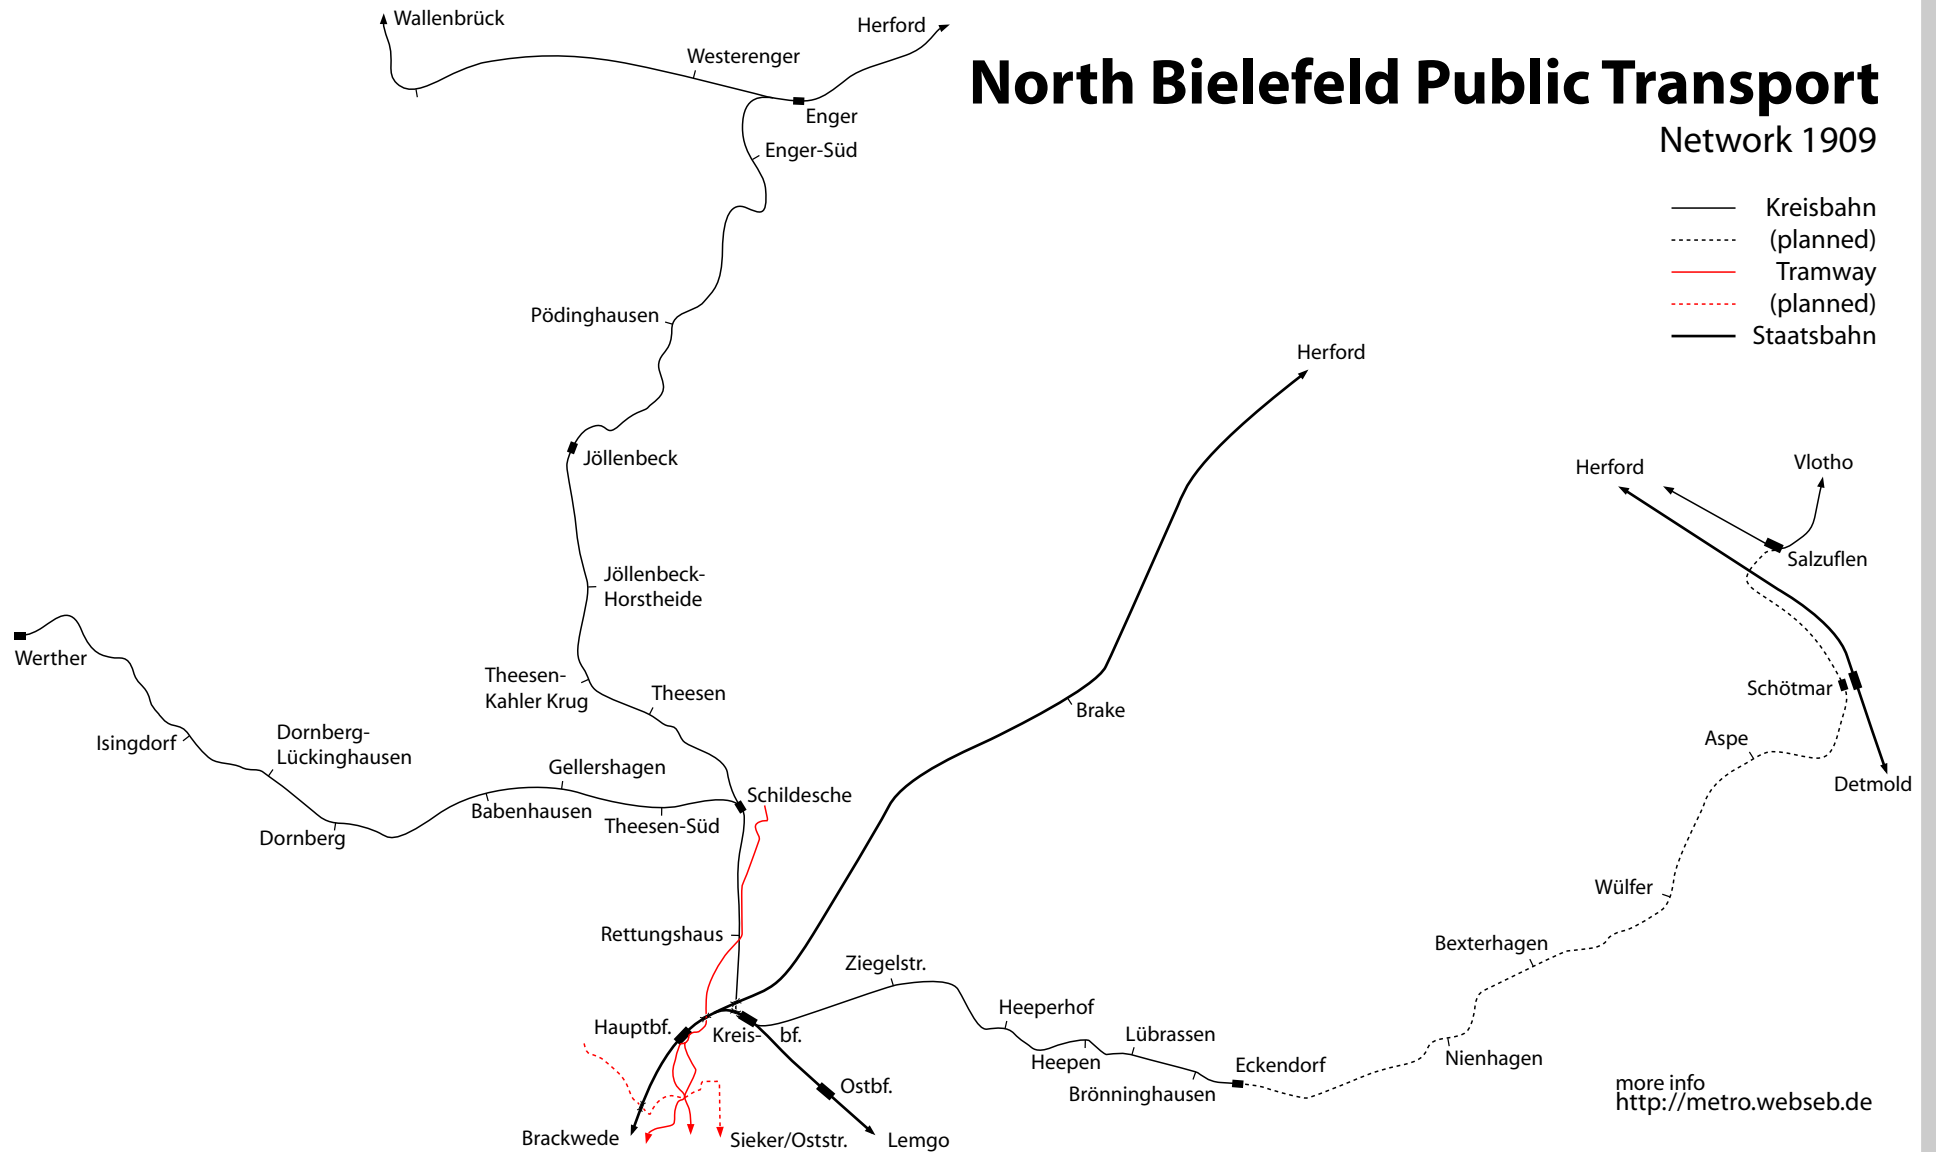 Wallenbrück
Herford
Westerenger
North Bielefeld Public Transport
Enger
Network 1909
Enger-Süd
Kreisbahn
(planned)
Tramway
(planned)
Staatsbahn
Pödinghausen
Herford
Jöllenbeck
Herford
Vlotho
Salzuflen
Jöllenbeck-
Horstheide
Werther
Theesen-
Kahler Krug
Theesen
Schötmar
Brake
Isingdorf
Dornberg-
Lückinghausen
Aspe
Gellershagen
Detmold
Schildesche
Babenhausen
Theesen-Süd
Dornberg
Wülfer
Rettungshaus
Bexterhagen
Ziegelstr.
Heeperhof
Hauptbf.
Kreis- bf.
Lübrassen
Heepen
Eckendorf
Nienhagen
Ostbf.
Brönninghausen
more info
http://metro.webseb.de
Brackwede
Sieker/Oststr.
Lemgo